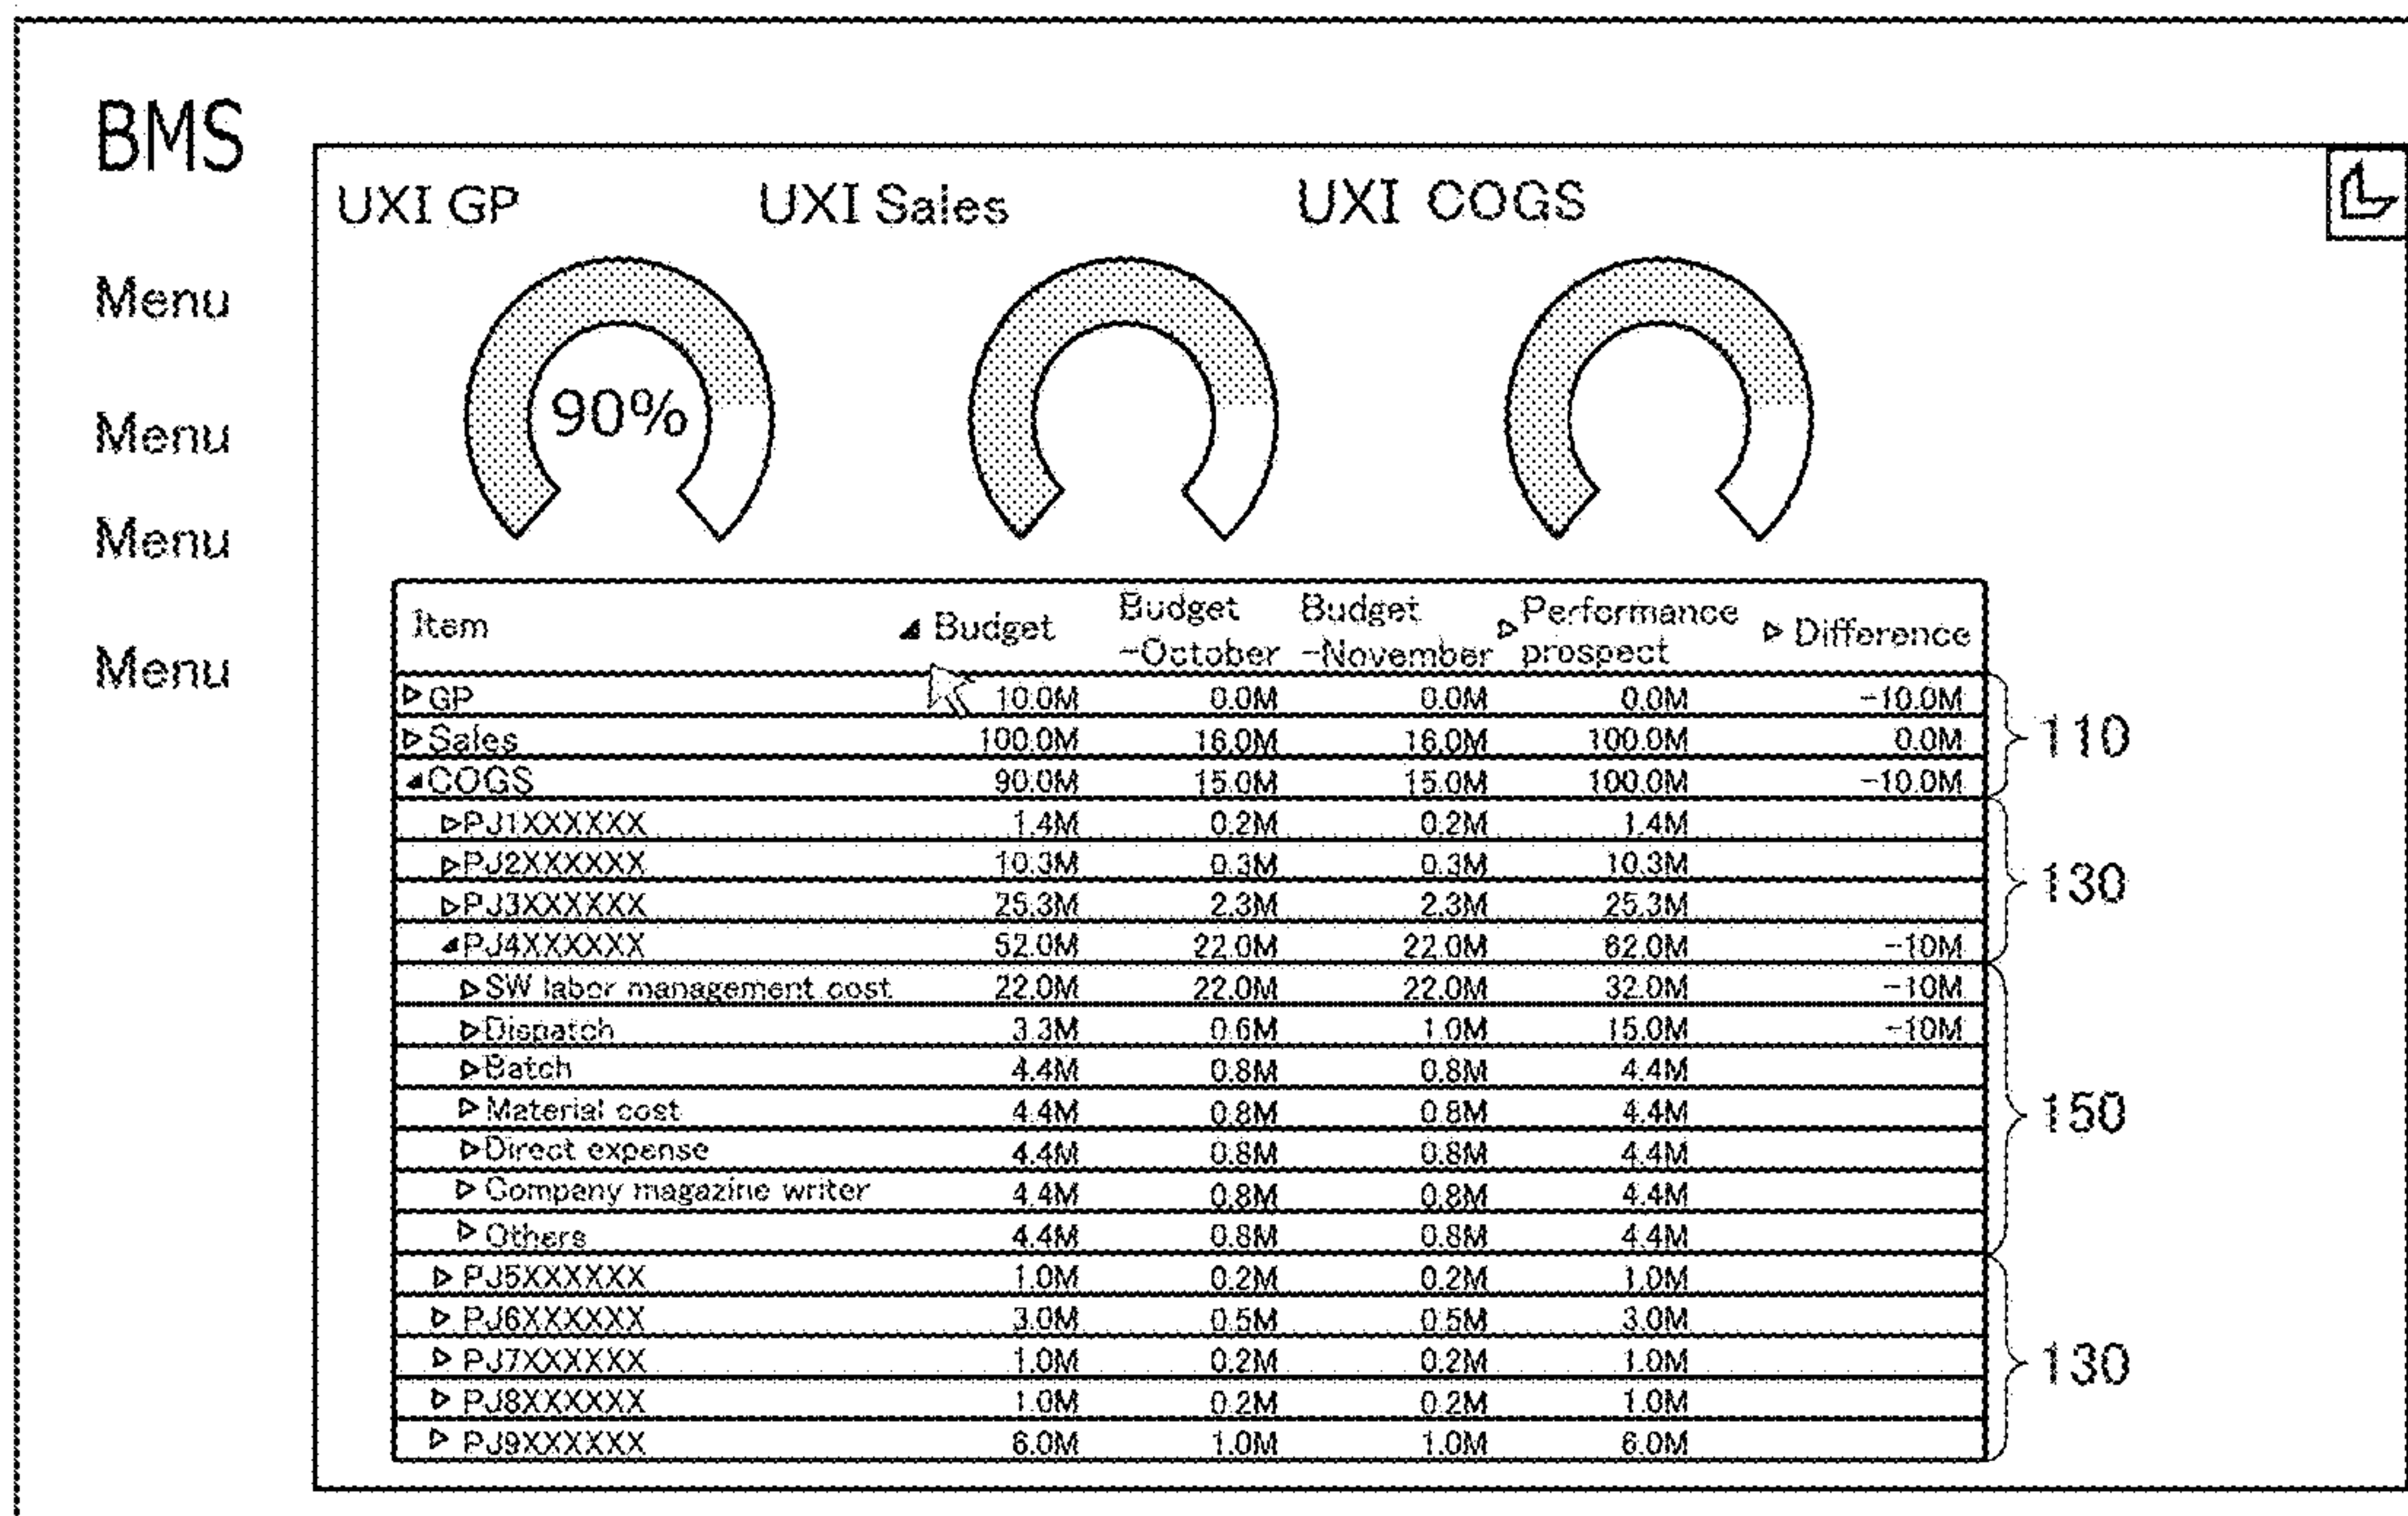 BMS
Menu
Menu
Menu
Menu
UXI GP UXI Sales UXI COGS
90%
Item Budget Budget -October Budget -November Performance prospect Difference
GP 10.0M 0.0M 0.0M 0.0M -10.0M
Sales 100.0M 16.0M 16.0M 100.0M 0.0M
COGS 90.0M 15.0M 15.0M 100.0M -10.0M
110
PJ1XXXXXX 1.4M 0.2M 0.2M 1.4M
PJ2XXXXXX 10.3M 0.3M 0.3M 10.3M
PJ3XXXXXX 25.3M 2.3M 2.3M 25.3M
PJ4XXXXXX 52.0M 22.0M 22.0M 62.0M -10M
130
SW labor management cost 22.0M 22.0M 22.0M 32.0M -10M
Dispatch 3.3M 0.6M 1.0M 15.0M -10M
Batch 4.4M 0.8M 0.8M 4.4M
Material cost 4.4M 0.8M 0.8M 4.4M
Direct expense 4.4M 0.8M 0.8M 4.4M
Company magazine writer 4.4M 0.8M 0.8M 4.4M
Others 4.4M 0.8M 0.8M 4.4M
150
PJ5XXXXXX 1.0M 0.2M 0.2M 1.0M
PJ6XXXXXX 3.0M 0.5M 0.5M 3.0M
PJ7XXXXXX 1.0M 0.2M 0.2M 1.0M
PJ8XXXXXX 1.0M 0.2M 0.2M 1.0M
PJ9XXXXXX 6.0M 1.0M 1.0M 6.0M
130